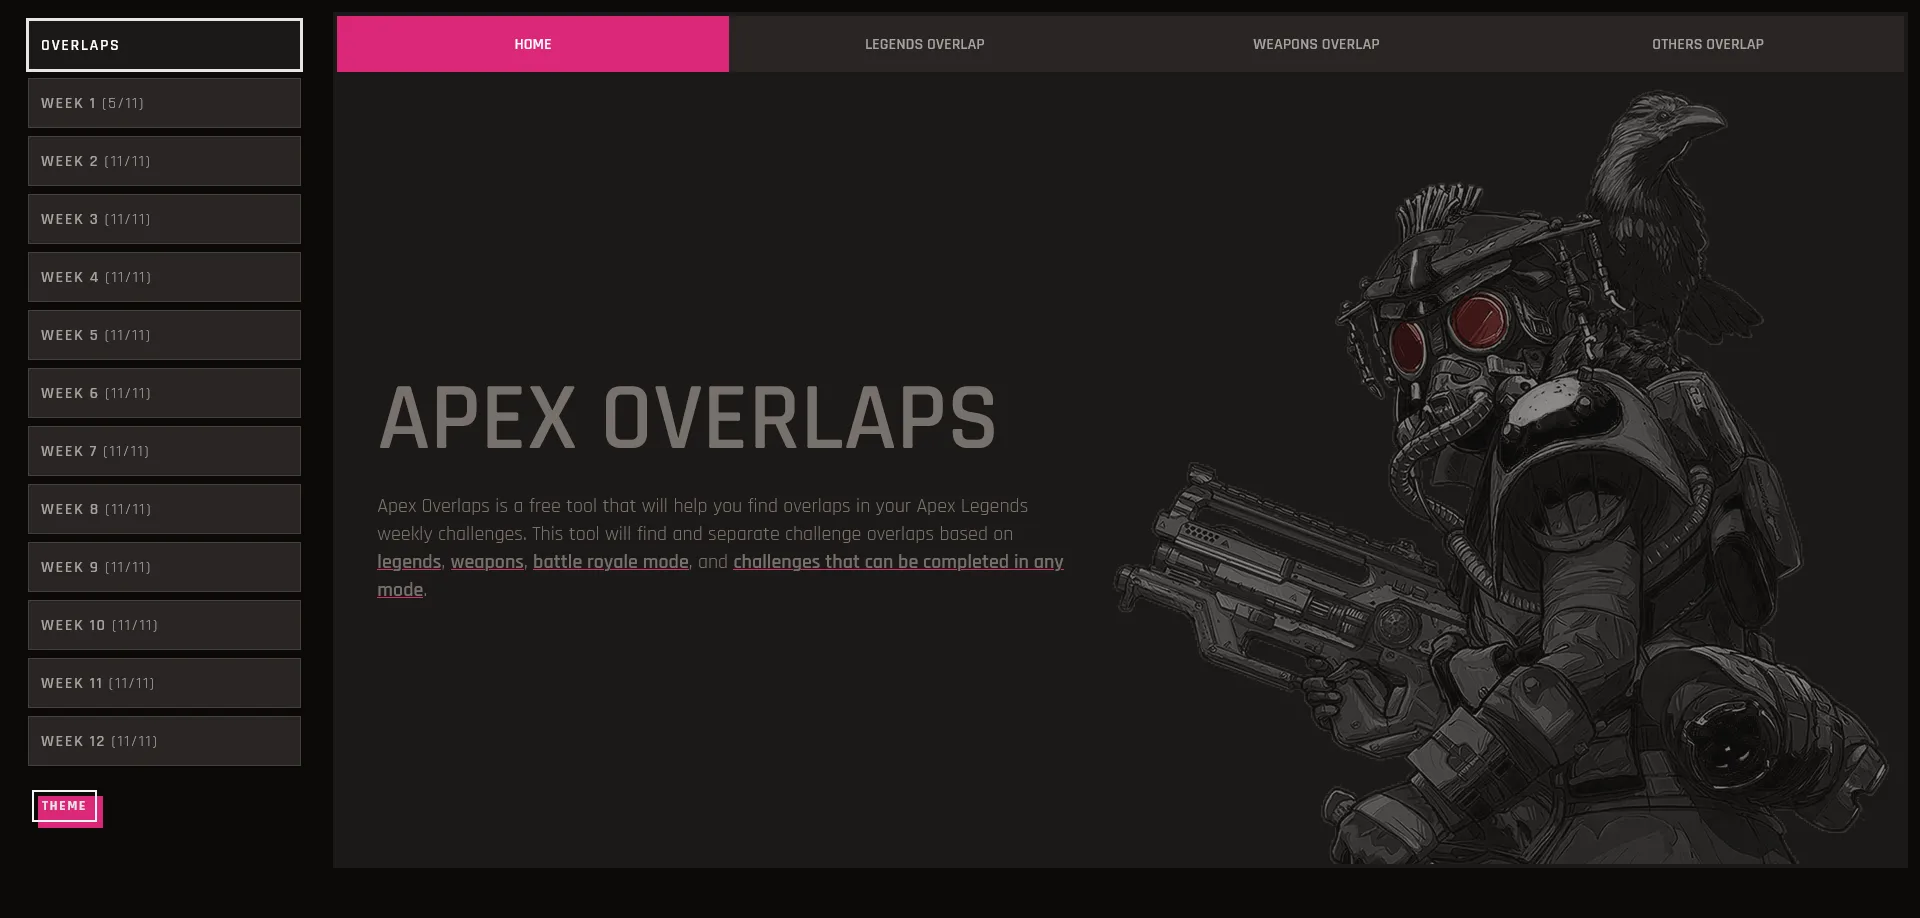 OVERLAPS
WEEK 1 (5/11)
WEEK 2 (11/11)
WEEK 3 (11/11)
WEEK 4 (11/11)
WEEK 5 (11/11)
WEEK 6 (11/11)
WEEK 7 (11/11)
WEEK 8 (11/11)
WEEK 9 (11/11)
WEEK 10 (11/11)
WEEK 11 (11/11)
WEEK 12 (11/11)
THEME
HOME
LEGENDS OVERLAP
WEAPONS OVERLAP
OTHERS OVERLAP
APEX OVERLAPS
Apex Overlaps is a free tool that will help you find overlaps in your Apex Legends
weekly challenges. This tool will find and separate challenge overlaps based on
legends, weapons, battle royale mode, and challenges that can be completed in any
mode.